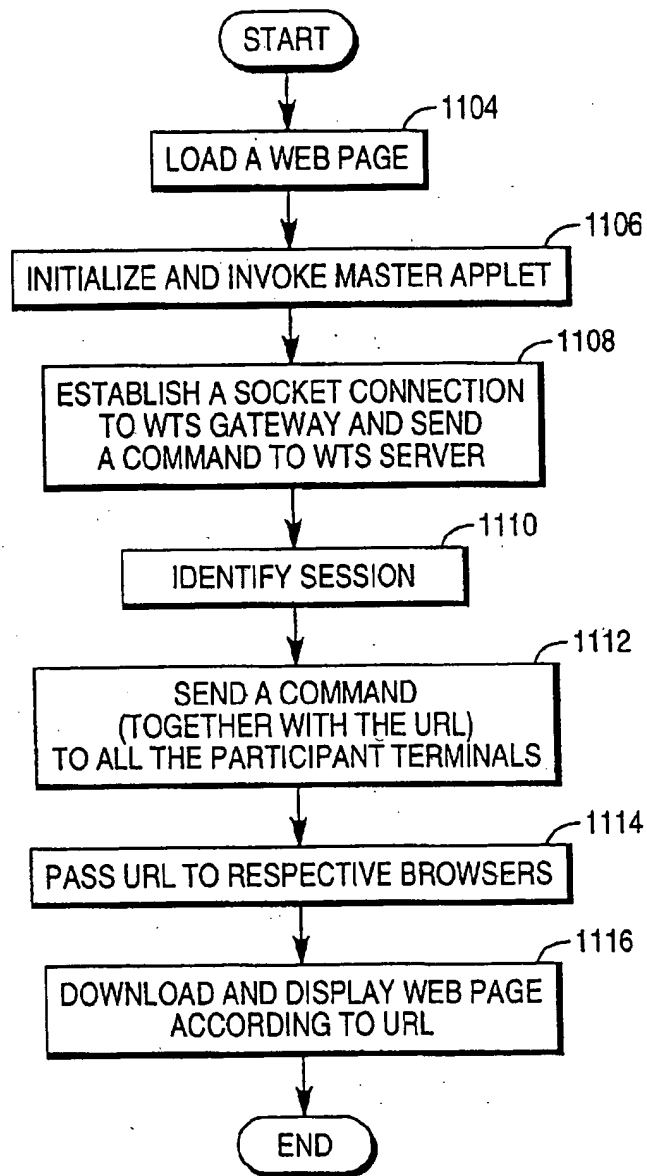 START
1104
LOAD A WEB PAGE
1106
INITIALIZE AND INVOKE MASTER APPLET
1108
ESTABLISH A SOCKET CONNECTION
TO WTS GATEWAY AND SEND
A COMMAND TO WTS SERVER
1110
IDENTIFY SESSION
1112
SEND A COMMAND
(TOGETHER WITH THE URL)
TO ALL THE PARTICIPANT TERMINALS
1114
PASS URL TO RESPECTIVE BROWSERS
1116
DOWNLOAD AND DISPLAY WEB PAGE
ACCORDING TO URL
END